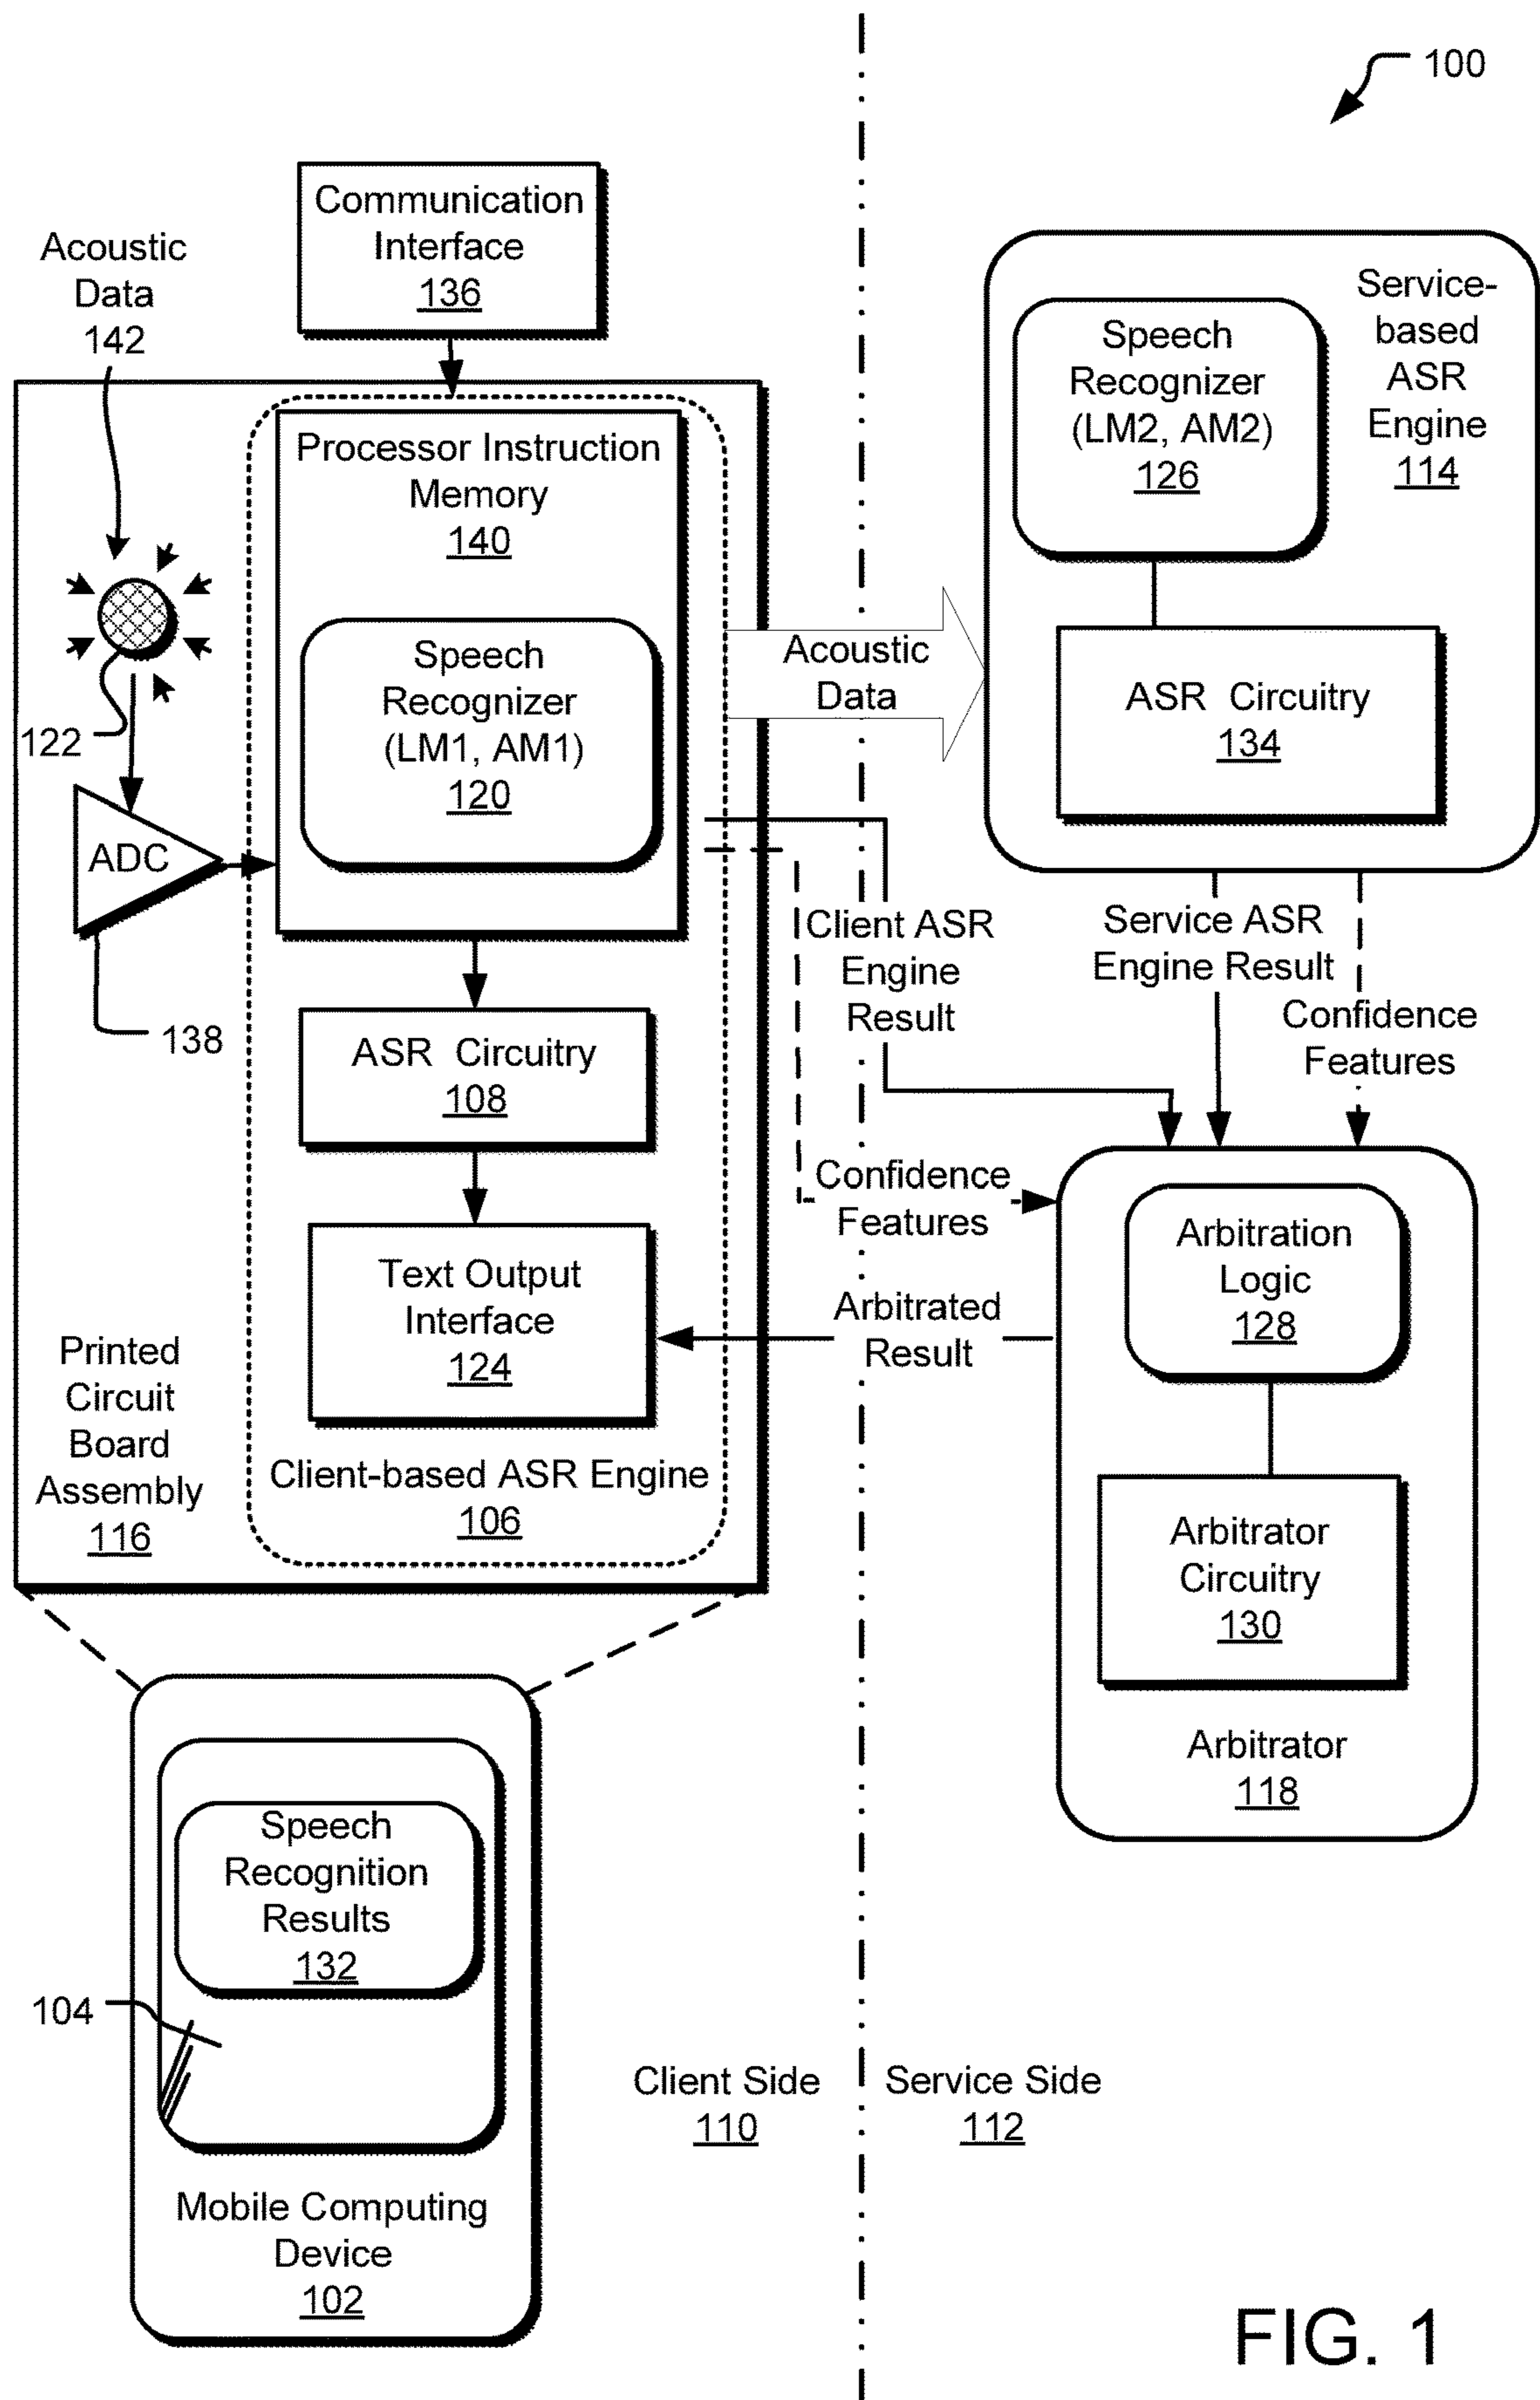 100
Communication
Interface
136
Acoustic
Data
142
Processor Instruction
Memory
140
Speech
Recognizer
(LM1, AM1)
120
122
ADC
138
ASR Circuitry
108
Text Output
Interface
124
Client-based ASR Engine
106
Printed
Circuit
Board
Assembly
116
Acoustic
Data
Service-
based
ASR
Engine
114
Speech
Recognizer
(LM2, AM2)
126
ASR Circuitry
134
Client ASR
Engine
Result
Service ASR
Engine Result
Confidence
Features
Confidence
Features
Arbitrated
Result
Arbitration
Logic
128
Arbitrator
Circuitry
130
Arbitrator
118
Speech
Recognition
Results
132
104
Mobile Computing
Device
102
Client Side
110
Service Side
112
FIG. 1